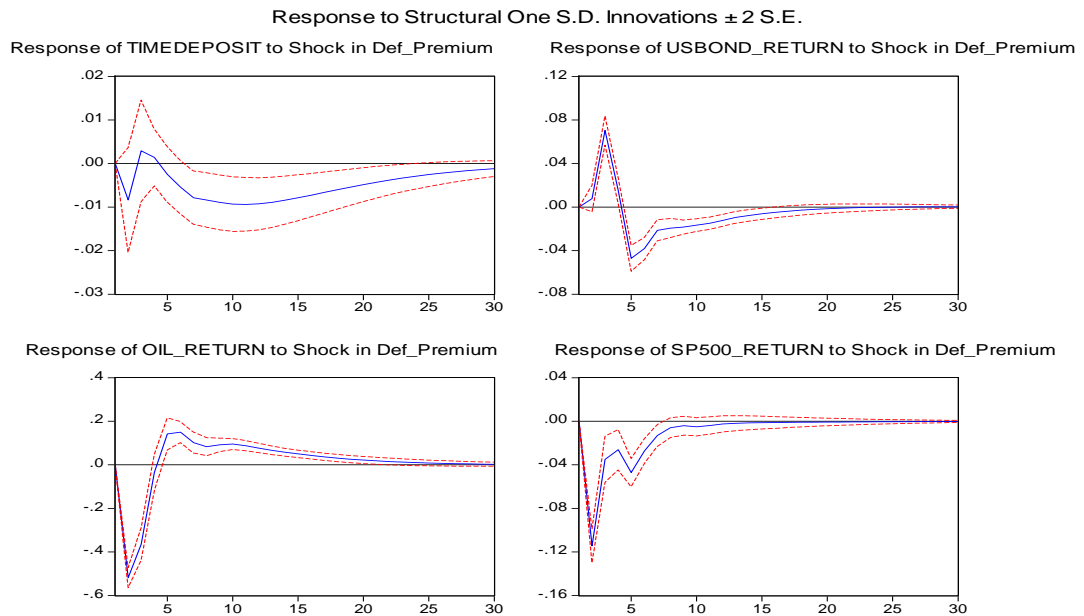 Response to Structural One S.D. Innovations ± 2 S.E.
Response of TIMEDEPOSIT to Shock in Def_Premium
.02
.01
.00
-.01
-.02
-.03
5 10 15 20 25 30
Response of USBOND_RETURN to Shock in Def_Premium
.12
.08
.04
.00
-.04
-.08
5 10 15 20 25 30
Response of OIL_RETURN to Shock in Def_Premium
.4
.2
.0
-.2
-.4
-.6
5 10 15 20 25 30
Response of SP500_RETURN to Shock in Def_Premium
.04
.00
-.04
-.08
-.12
-.16
5 10 15 20 25 30